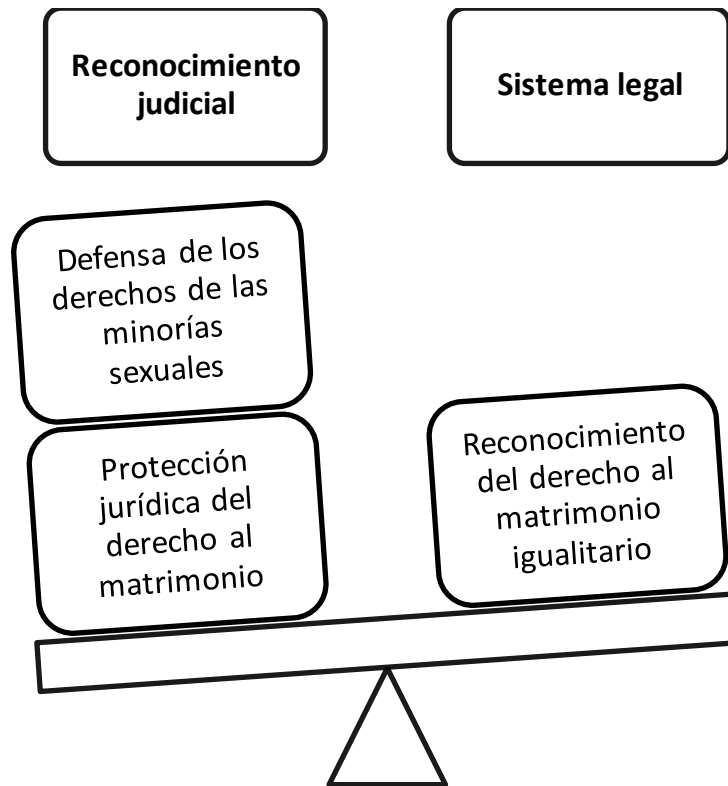 Reconocimiento
judicial
Sistema legal
Defensa de los
derechos de las
minorías
sexuales
Protección
jurídica del
derecho al
matrimonio
Reconocimiento
del derecho al
matrimonio
igualitario